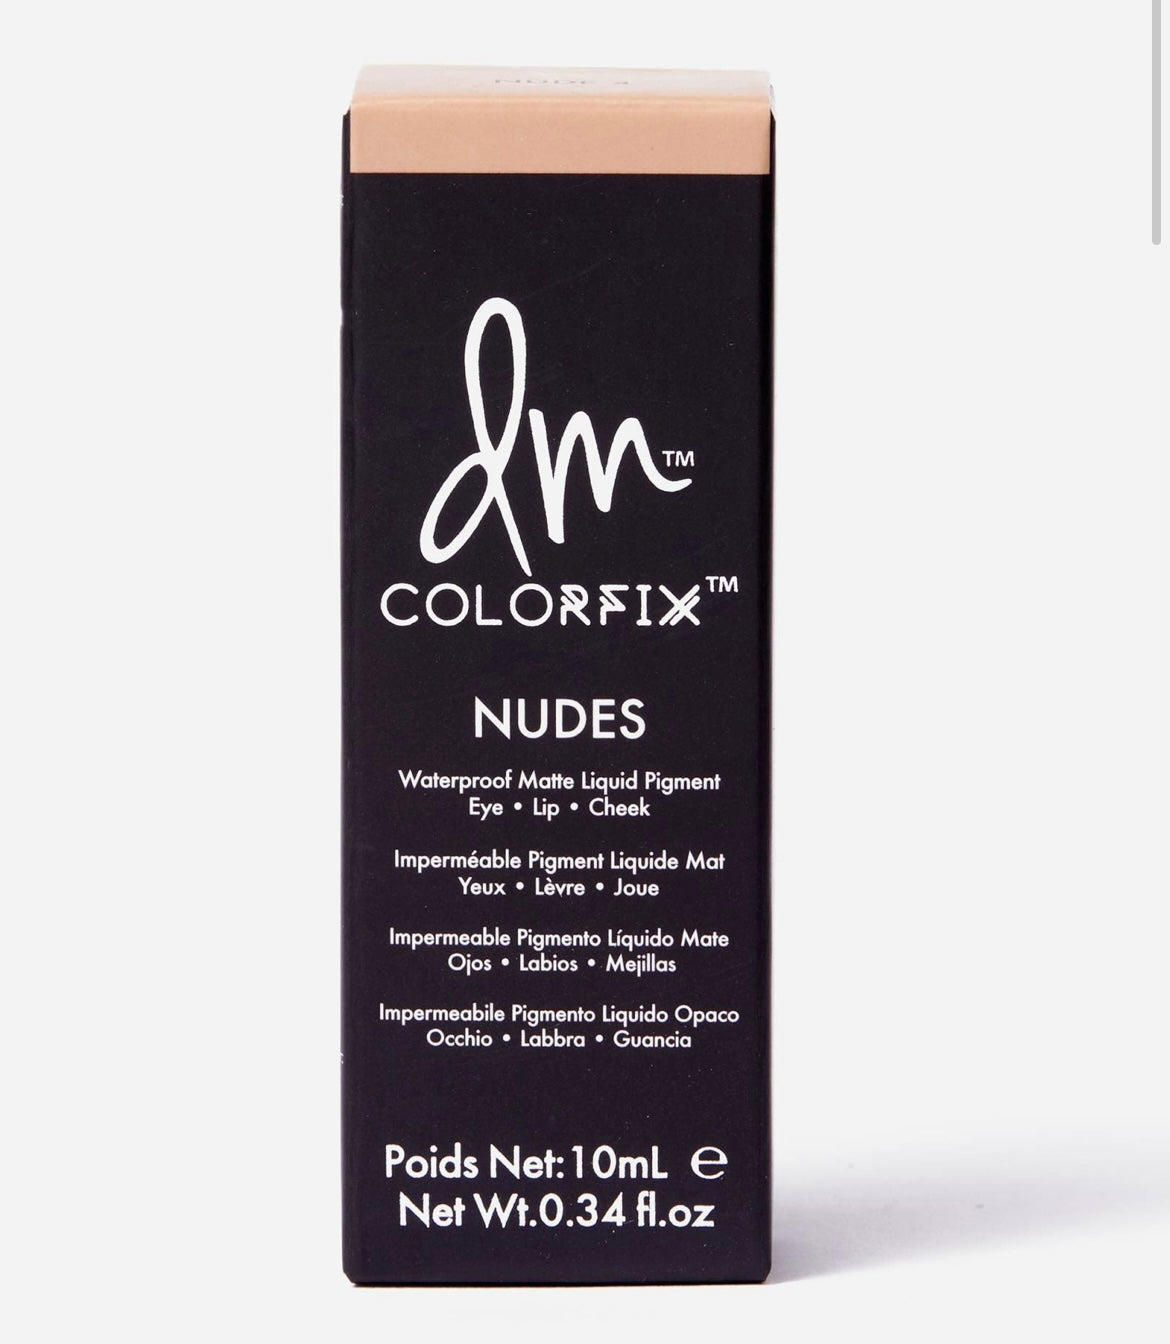 NUDE 4
dm™
COLORFIX™
NUDES
Waterproof Matte Liquid Pigment
Eye • Lip • Cheek
Imperméable Pigment Liquide Mat
Yeux • Lèvre • Joue
Impermeable Pigmento Líquido Mate
Ojos • Labios • Mejillas
Impermeabile Pigmento Liquido Opaco
Occhio • Labbra • Guancia
Poids Net:10mL ℮
Net Wt.0.34 fl.oz